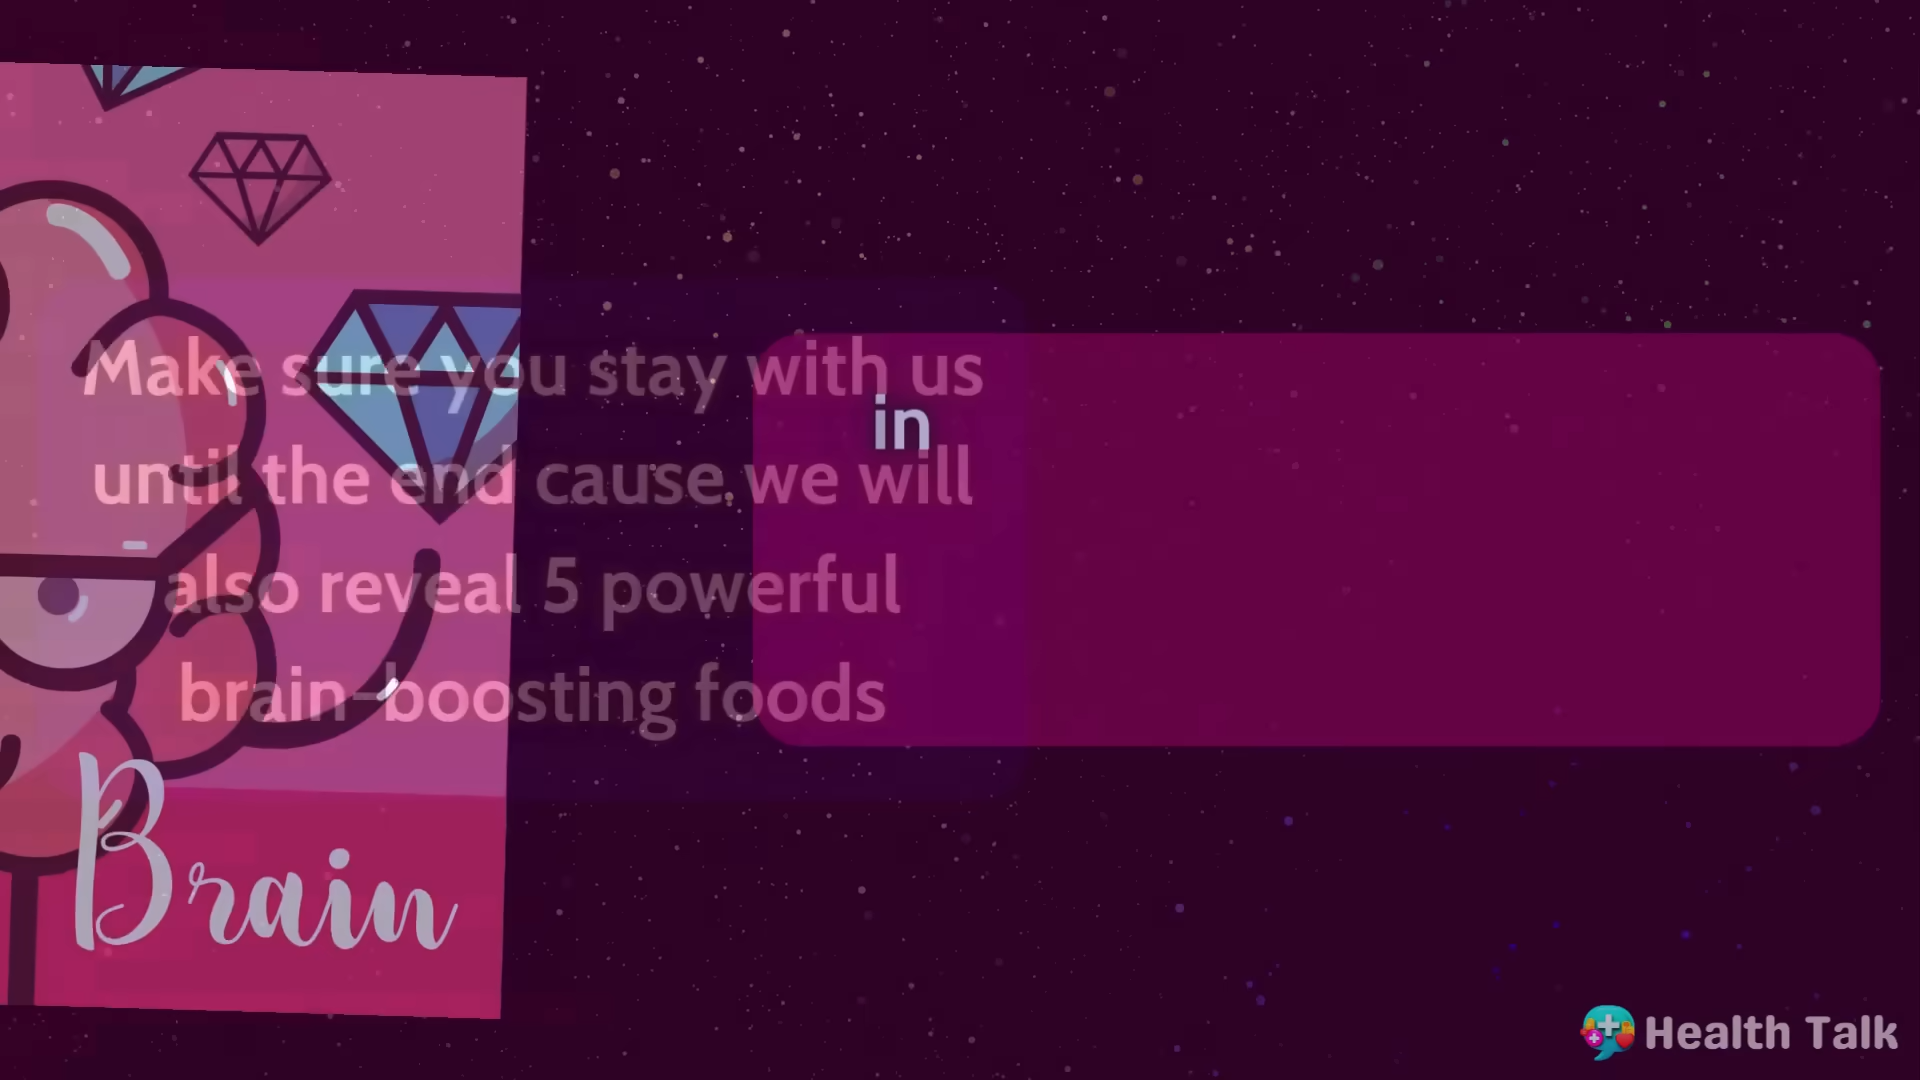 Make sure you stay with us
until the end cause we will
also reveal 5 powerful
brain-boosting foods
in
Brain
Health Talk